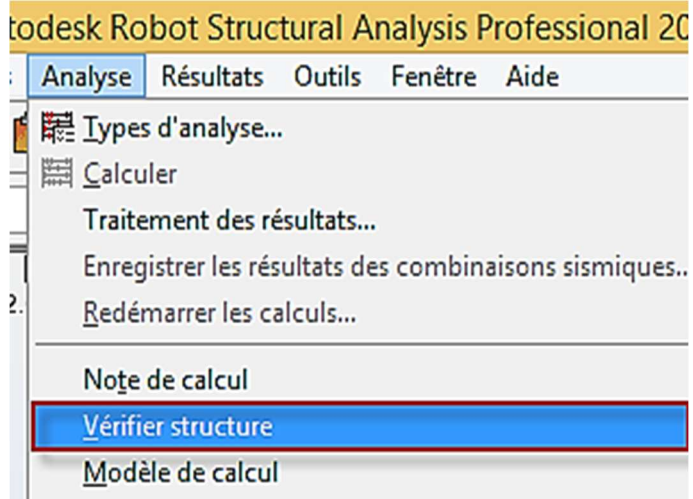 todesk Robot Structural Analysis Professional 20
Analyse Résultats Outils Fenêtre Aide
Types d'analyse...
Calculer
Traitement des résultats...
Enregistrer les résultats des combinaisons sismiques..
2.
Redémarrer les calculs...
Note de calcul
Vérifier structure
Modèle de calcul